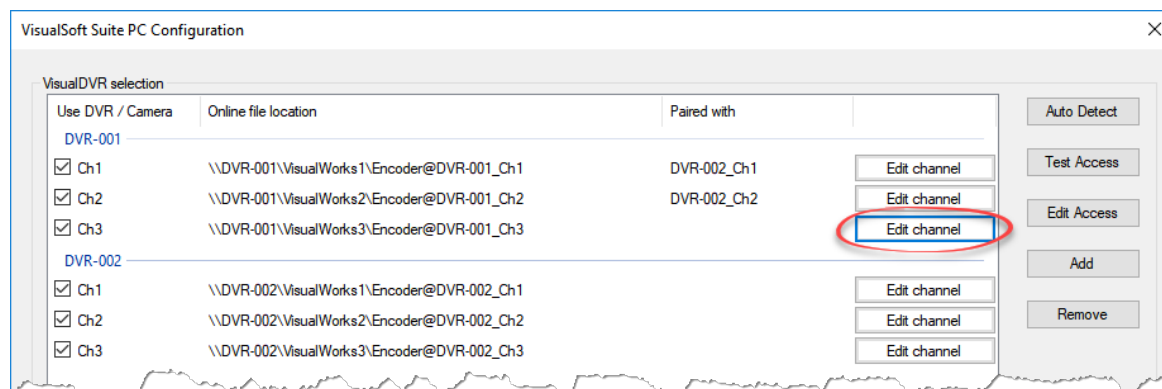 VisualSoft Suite PC Configuration
VisualDVR selection
Use DVR / Camera Online file location Paired with
Auto Detect
DVR-001
Ch1 \\DVR-001\VisualWorks1\Encoder@DVR-001_Ch1 DVR-002_Ch1 Edit channel
Test Access
Ch2 \\DVR-001\VisualWorks2\Encoder@DVR-001_Ch2 DVR-002_Ch2 Edit channel
Edit Access
Ch3 \\DVR-001\VisualWorks3\Encoder@DVR-001_Ch3 Edit channel
DVR-002
Add
Ch1 \\DVR-002\VisualWorks1\Encoder@DVR-002_Ch1 Edit channel
Ch2 \\DVR-002\VisualWorks2\Encoder@DVR-002_Ch2 Edit channel
Remove
Ch3 \\DVR-002\VisualWorks3\Encoder@DVR-002_Ch3 Edit channel